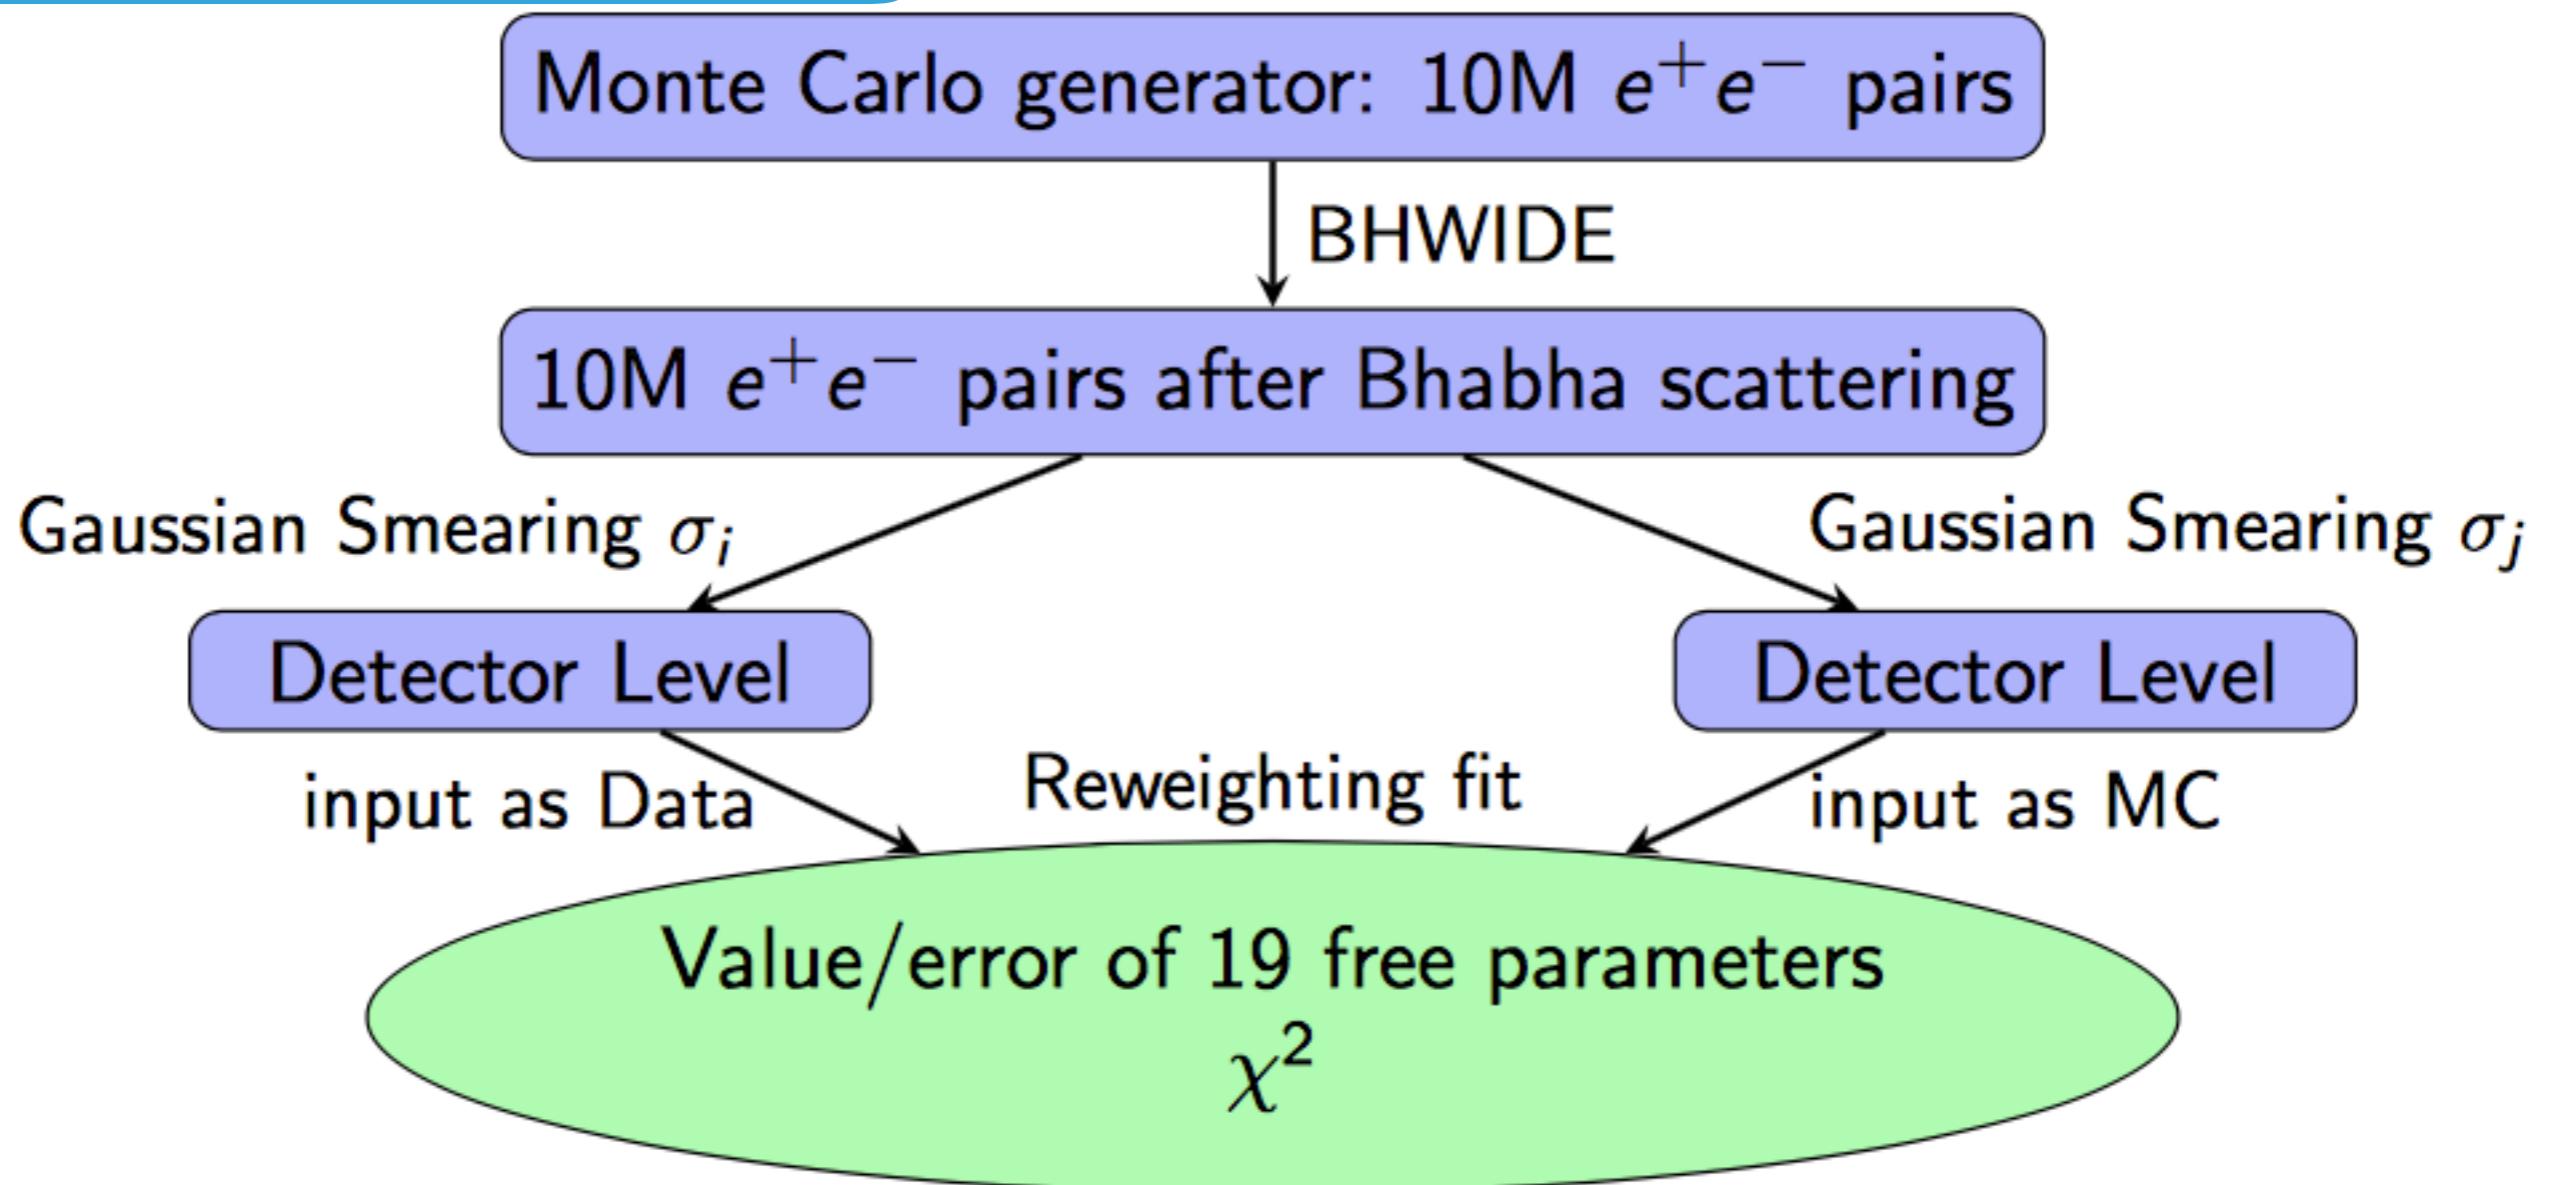 Monte Carlo generator: 10M e⁺e⁻ pairs
BHWIDE
10M e⁺e⁻ pairs after Bhabha scattering
Gaussian Smearing σᵢ
Gaussian Smearing σⱼ
Detector Level
Detector Level
input as Data
Reweighting fit
input as MC
Value/error of 19 free parameters
χ²